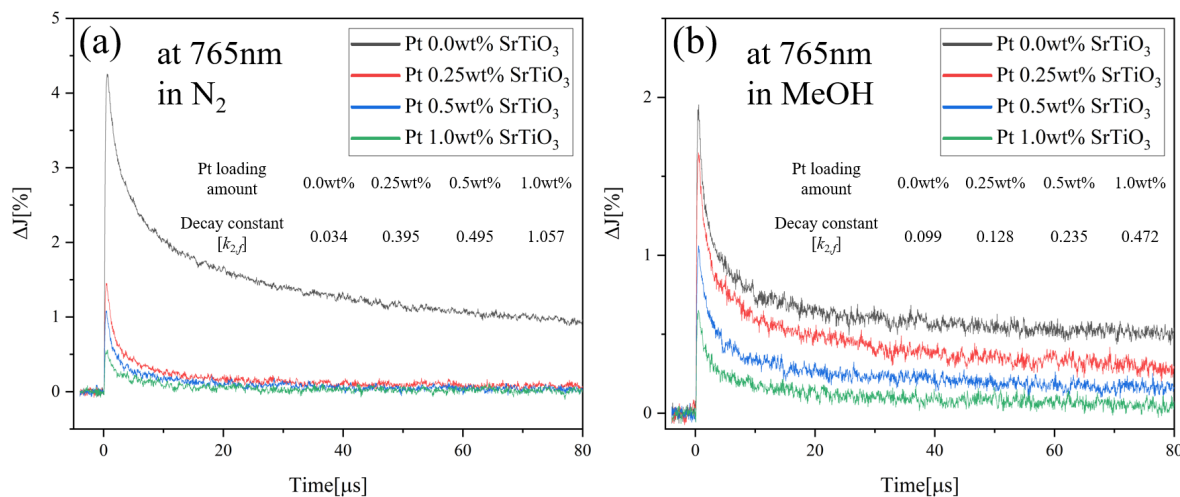 (a) at 765nm
in N₂
Pt 0.0wt% SrTiO₃
Pt 0.25wt% SrTiO₃
Pt 0.5wt% SrTiO₃
Pt 1.0wt% SrTiO₃
Pt loading
amount
0.0wt% 0.25wt% 0.5wt% 1.0wt%
Decay constant
[k₂,f]
0.034 0.395 0.495 1.057
5
4
3
2
1
0
ΔJ[%]
0 20 40 60 80
Time[μs]
(b) at 765nm
in MeOH
Pt 0.0wt% SrTiO₃
Pt 0.25wt% SrTiO₃
Pt 0.5wt% SrTiO₃
Pt 1.0wt% SrTiO₃
Pt loading
amount
0.0wt% 0.25wt% 0.5wt% 1.0wt%
Decay constant
[k₂,f]
0.099 0.128 0.235 0.472
2
1
0
ΔJ[%]
0 20 40 60 80
Time[μs]